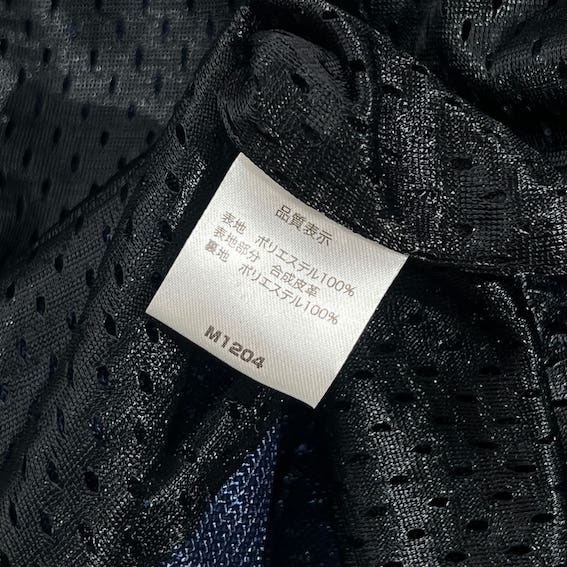 品質表示
表地 ポリエステル100%
表地部分 合成皮革
裏地 ポリエステル100%
M1204